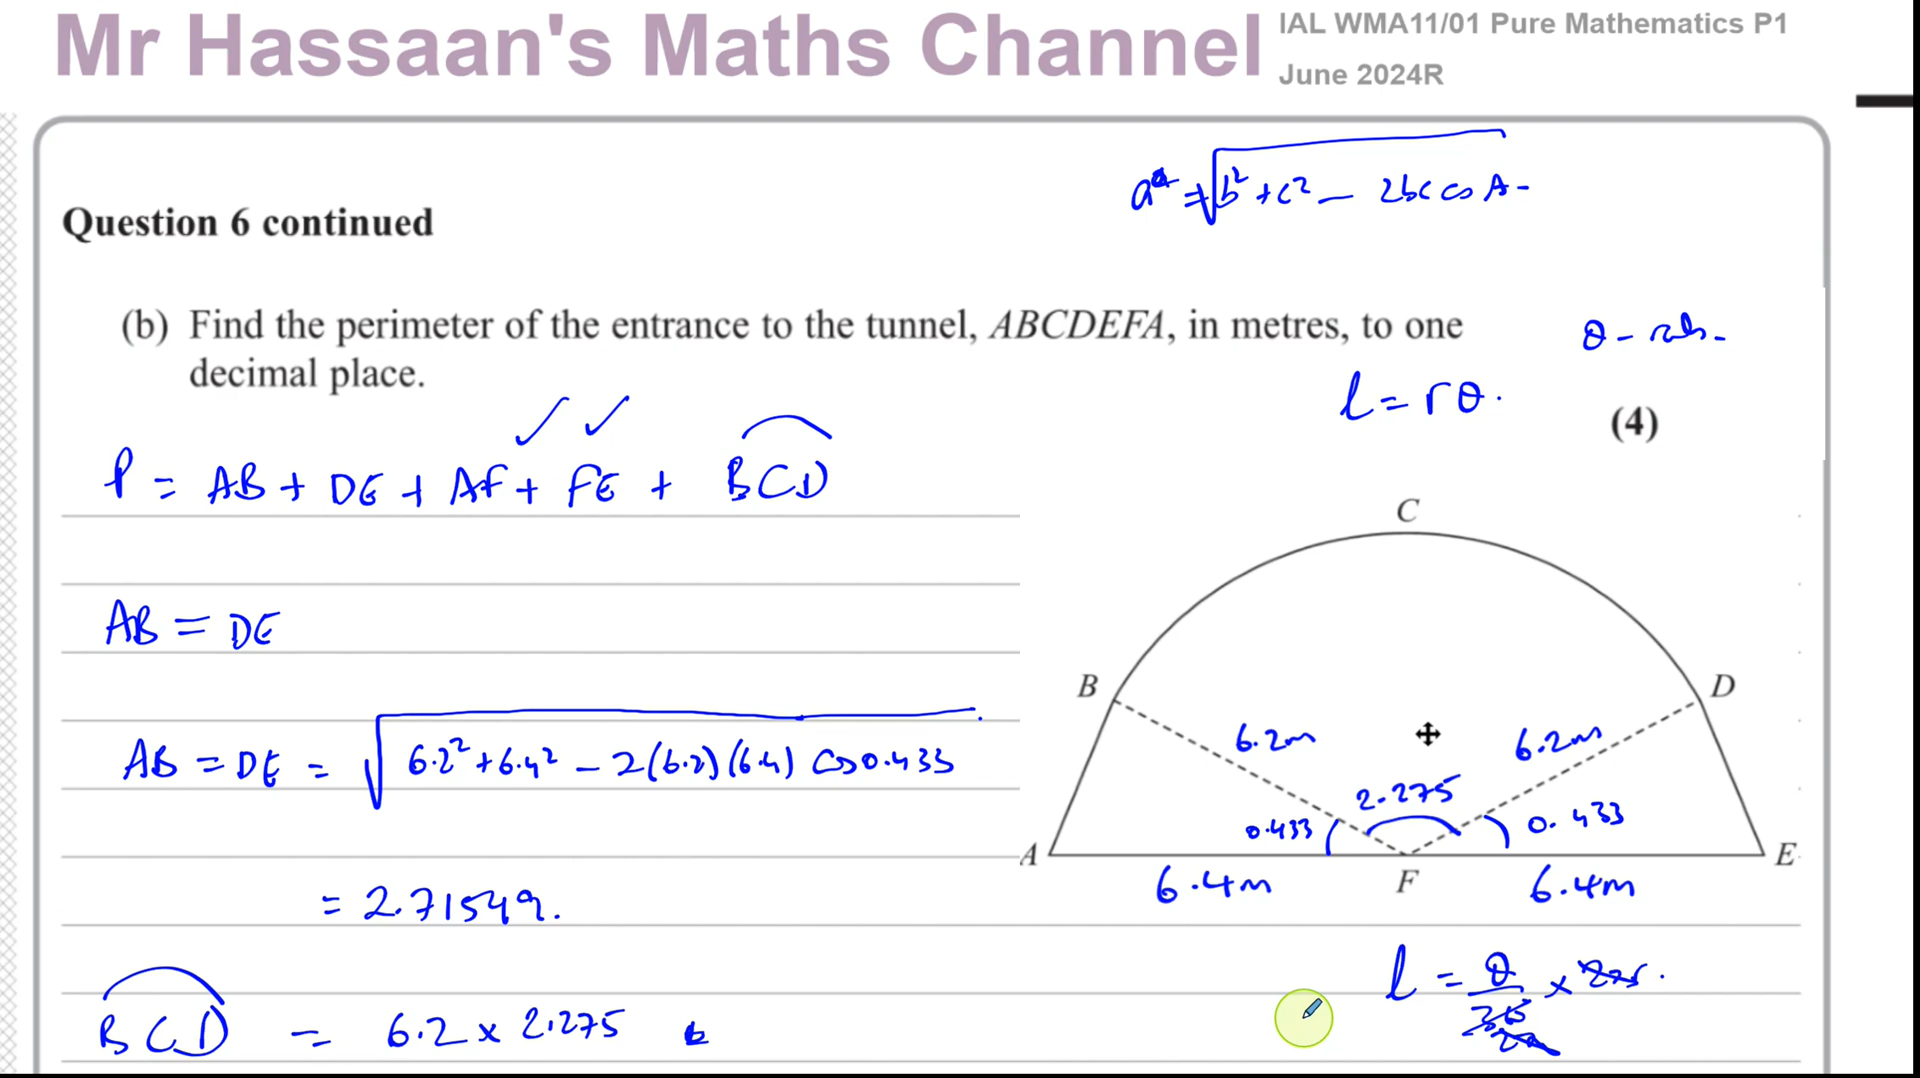 Mr Hassaan's Maths Channel
IAL WMA11/01 Pure Mathematics P1
June 2024R
a = √b² + c² - 2bc cos A
Question 6 continued
(b) Find the perimeter of the entrance to the tunnel, ABCDEFA, in metres, to one
decimal place.
θ - rads.
l = rθ.
(4)
P = AB + DE + AF + FE + BCD
AB = DE
AB = DE = √6.2² + 6.4² - 2(6.2)(6.4) cos 0.433
= 2.71549.
BCD = 6.2 × 2.275
C
B
D
6.2m
6.2m
2.275
0.433
0.433
A
F
E
6.4m
6.4m
l = θ × 2πr.